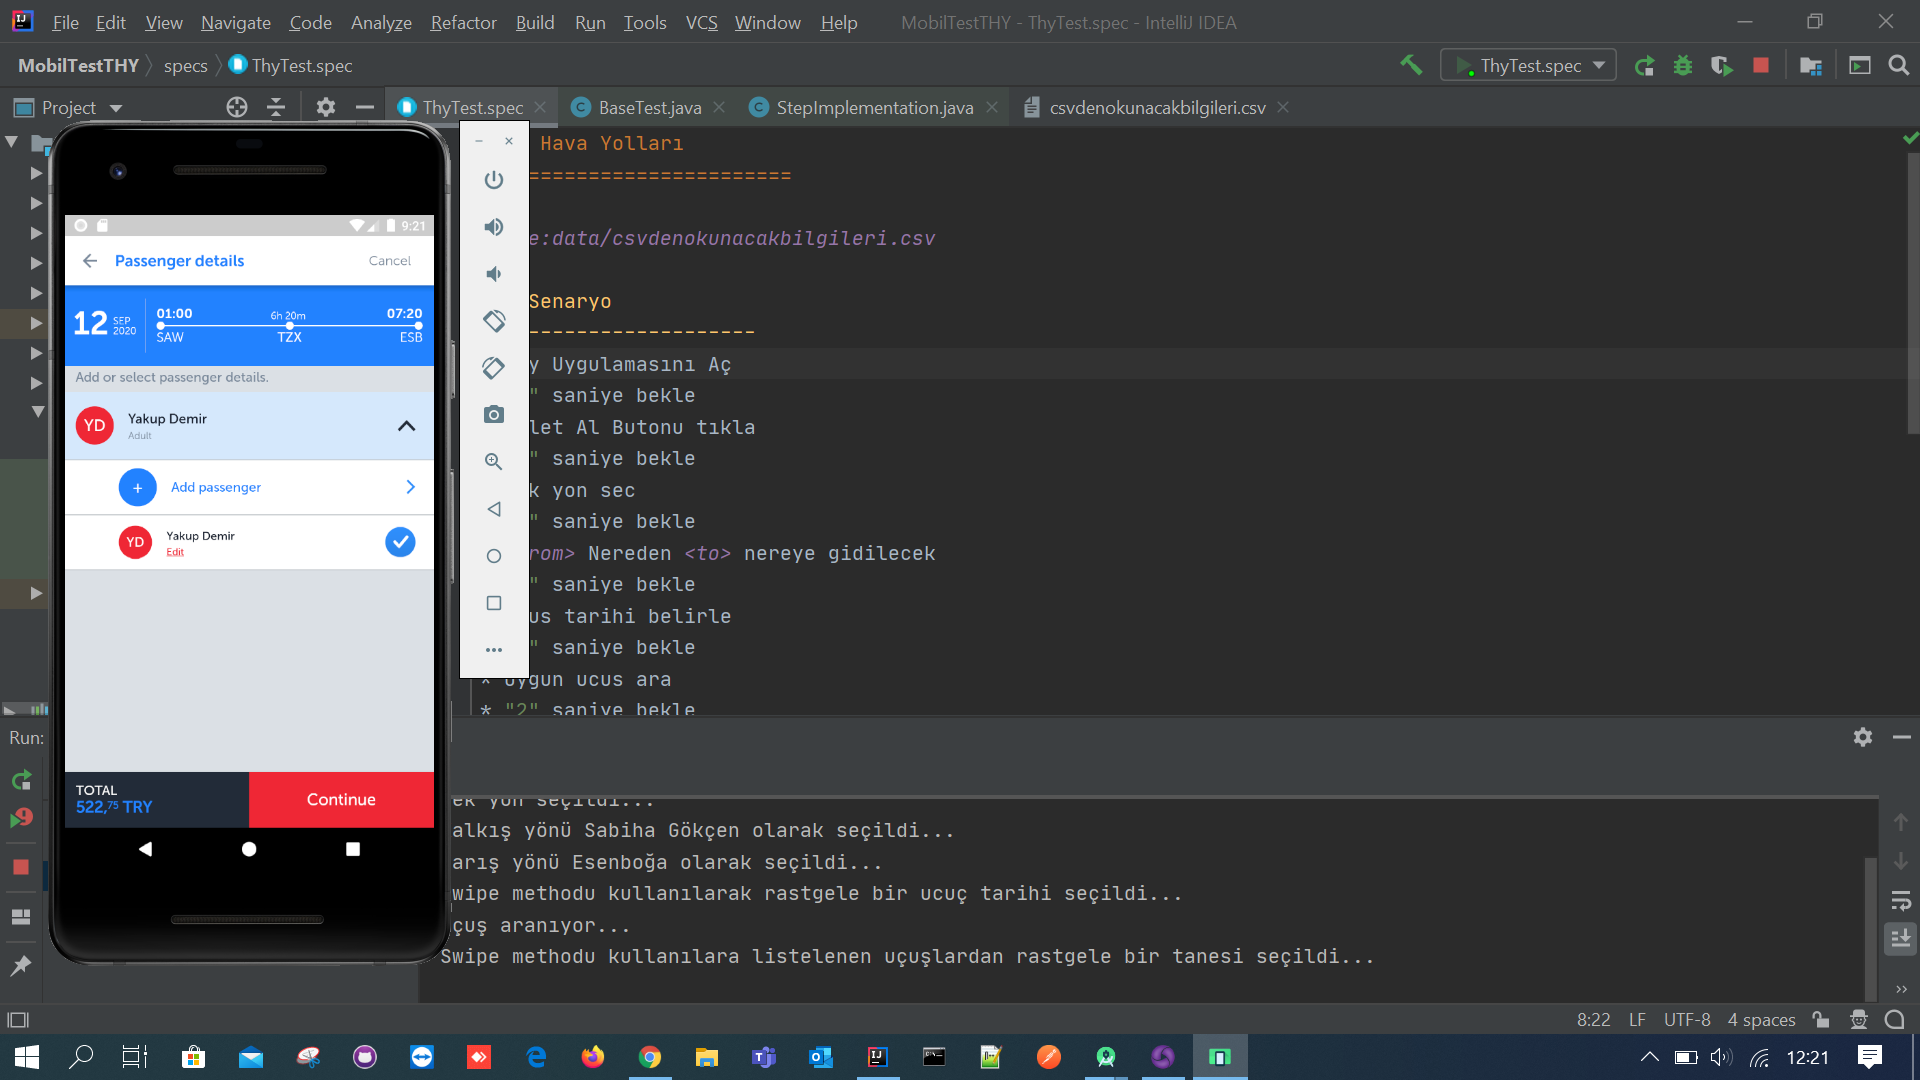 File Edit View Navigate Code Analyze Refactor Build Run Tools VCS Window Help MobilTestTHY - ThyTest.spec - IntelliJ IDEA
MobilTestTHY specs ThyTest.spec ThyTest.spec
Project ThyTest.spec BaseTest.java StepImplementation.java csvdenokunacakbilgileri.csv
Hava Yolları
======================
e:data/csvdenokunacakbilgileri.csv
Senaryo
-------------------
y Uygulamasını Aç
" saniye bekle
let Al Butonu tıkla
" saniye bekle
k yon sec
" saniye bekle
rom> Nereden <to> nereye gidilecek
" saniye bekle
us tarihi belirle
" saniye bekle
* Uygun ucus ara
* "2" saniye bekle
9:21
Passenger details Cancel
12 SEP 2020
01:00 6h 20m 07:20
SAW TZX ESB
Add or select passenger details.
YD Yakup Demir
Adult
+ Add passenger
YD Yakup Demir
Edit
TOTAL
522,75 TRY
Continue
Run:
ek yön seçildi...
alkış yönü Sabiha Gökçen olarak seçildi...
arış yönü Esenboğa olarak seçildi...
wipe methodu kullanılarak rastgele bir ucuç tarihi seçildi...
çuş aranıyor...
Swipe methodu kullanılara listelenen uçuşlardan rastgele bir tanesi seçildi...
8:22 LF UTF-8 4 spaces
12:21